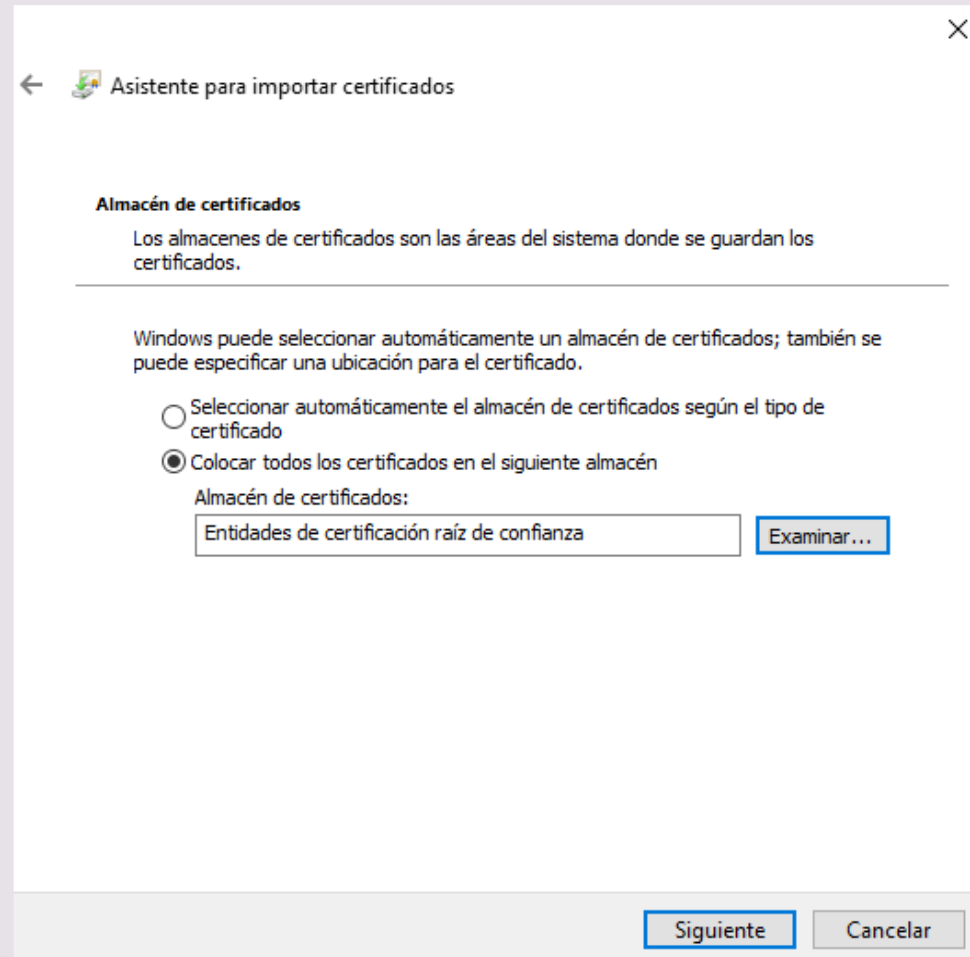 Asistente para importar certificados
Almacén de certificados
Los almacenes de certificados son las áreas del sistema donde se guardan los
certificados.
Windows puede seleccionar automáticamente un almacén de certificados; también se
puede especificar una ubicación para el certificado.
Seleccionar automáticamente el almacén de certificados según el tipo de
certificado
Colocar todos los certificados en el siguiente almacén
Almacén de certificados:
Entidades de certificación raíz de confianza
Examinar...
Siguiente
Cancelar